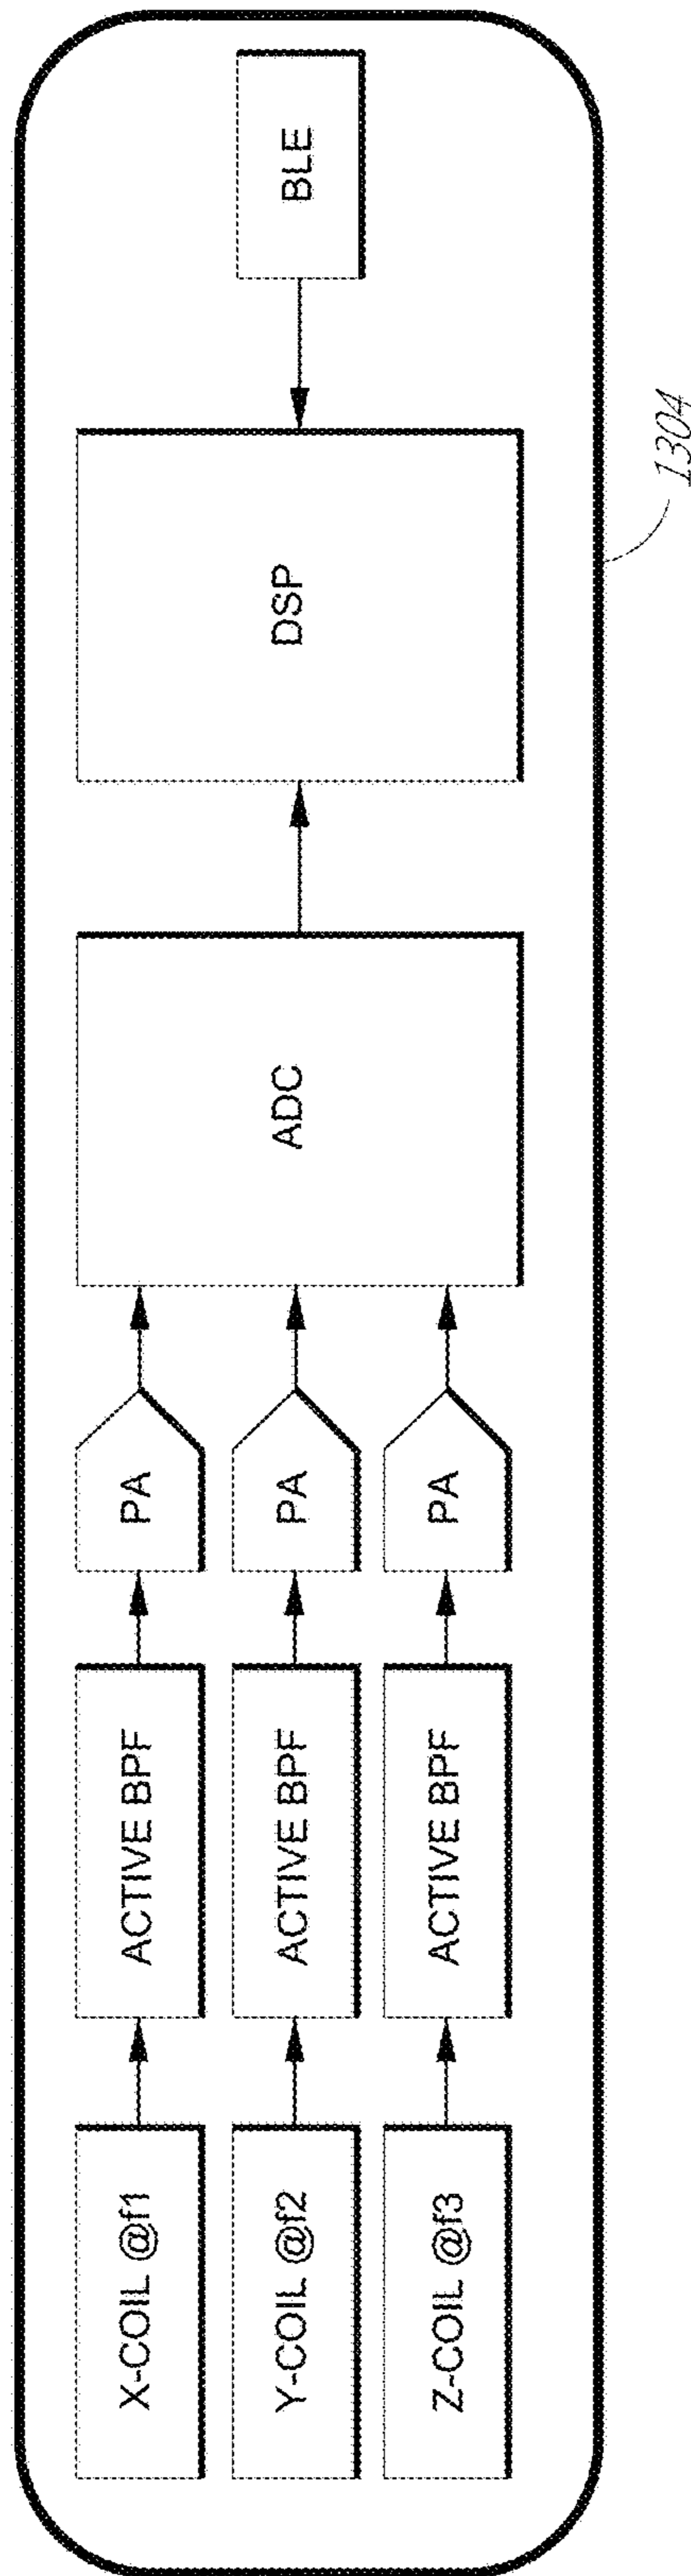 X-COIL @f1
ACTIVE BPF
PA
Y-COIL @f2
ACTIVE BPF
PA
Z-COIL @f3
ACTIVE BPF
PA
ADC
DSP
BLE
1304